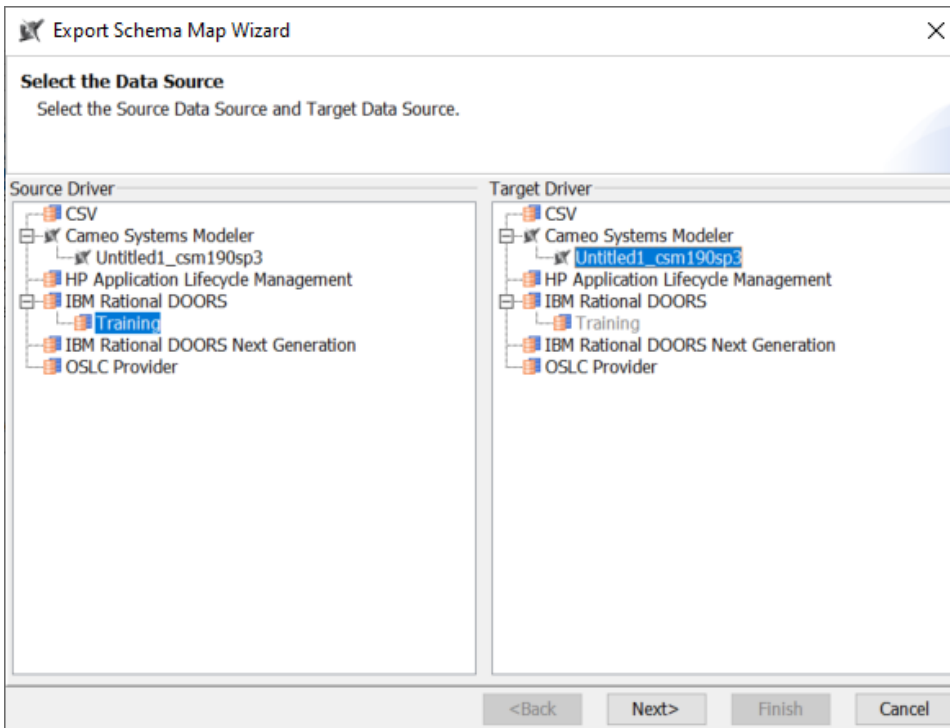 Export Schema Map Wizard
Select the Data Source
Select the Source Data Source and Target Data Source.
Source Driver
CSV
Cameo Systems Modeler
Untitled1_csm190sp3
HP Application Lifecycle Management
IBM Rational DOORS
Training
IBM Rational DOORS Next Generation
OSLC Provider
Target Driver
CSV
Cameo Systems Modeler
Untitled1_csm190sp3
HP Application Lifecycle Management
IBM Rational DOORS
Training
IBM Rational DOORS Next Generation
OSLC Provider
<Back
Next>
Finish
Cancel